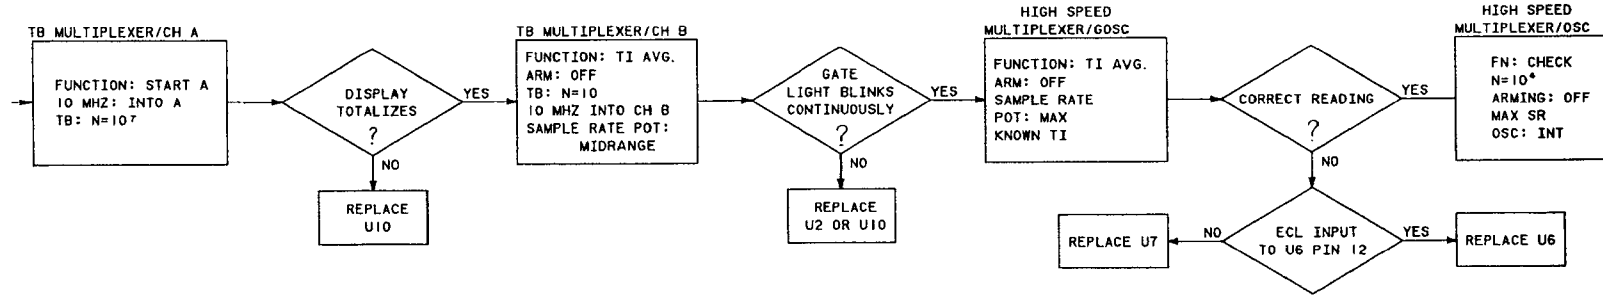 TB MULTIPLEXER/CH A
FUNCTION: START A
10 MHZ: INTO A
TB: N=10⁷
DISPLAY
TOTALIZES
?
YES
NO
REPLACE
U10
TB MULTIPLEXER/CH B
FUNCTION: TI AVG.
ARM: OFF
TB: N=10
10 MHZ INTO CH B
SAMPLE RATE POT:
MIDRANGE
GATE
LIGHT BLINKS
CONTINUOUSLY
?
YES
NO
REPLACE
U2 OR U10
HIGH SPEED
MULTIPLEXER/GOSC
FUNCTION: TI AVG.
ARM: OFF
SAMPLE RATE
POT: MAX
KNOWN TI
CORRECT READING
?
YES
NO
ECL INPUT
TO U6 PIN 12
NO
REPLACE U7
YES
REPLACE U6
HIGH SPEED
MULTIPLEXER/OSC
FN: CHECK
N=10⁴
ARMING: OFF
MAX SR
OSC: INT